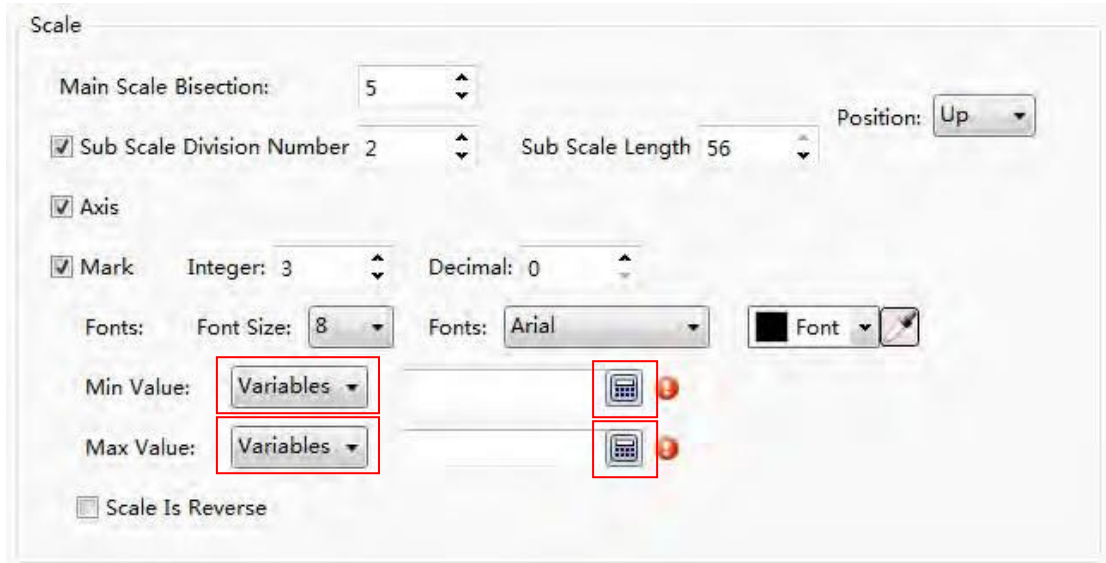 Scale
Main Scale Bisection: 5
Position: Up
Sub Scale Division Number 2 Sub Scale Length 56
Axis
Mark Integer: 3 Decimal: 0
Fonts: Font Size: 8 Fonts: Arial Font
Min Value: Variables
Max Value: Variables
Scale Is Reverse